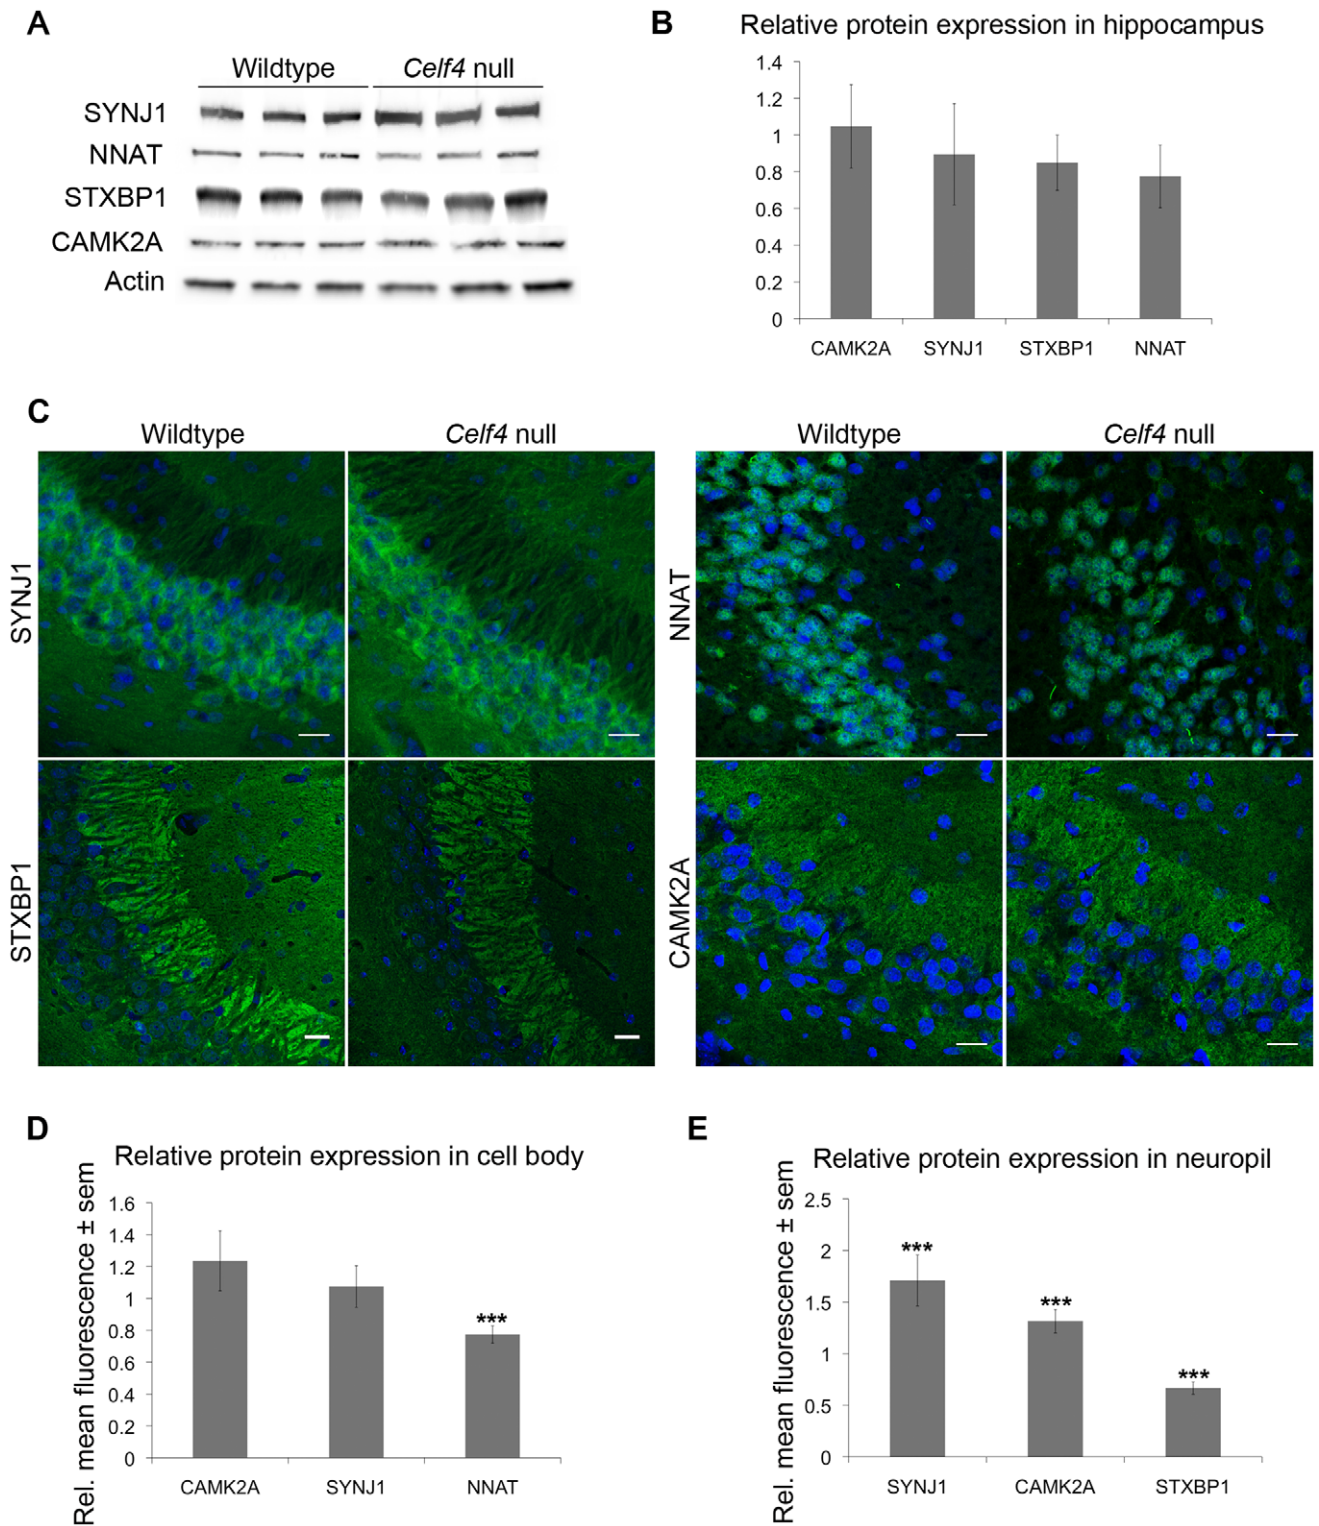 A
Wildtype
Celf4 null
SYNJ1
NNAT
STXBP1
CAMK2A
Actin
B
Relative protein expression in hippocampus
1.4
1.2
1
0.8
0.6
0.4
0.2
0
CAMK2A SYNJ1 STXBP1 NNAT
C
Wildtype
Celf4 null
Wildtype
Celf4 null
SYNJ1
NNAT
STXBP1
CAMK2A
D
Relative protein expression in cell body
Rel. mean fluorescence ± sem
1.6
1.4
1.2
1
0.8
0.6
0.4
0.2
0
***
CAMK2A SYNJ1 NNAT
E
Relative protein expression in neuropil
Rel. mean fluorescence ± sem
2.5
2
1.5
1
0.5
0
***
***
***
SYNJ1 CAMK2A STXBP1